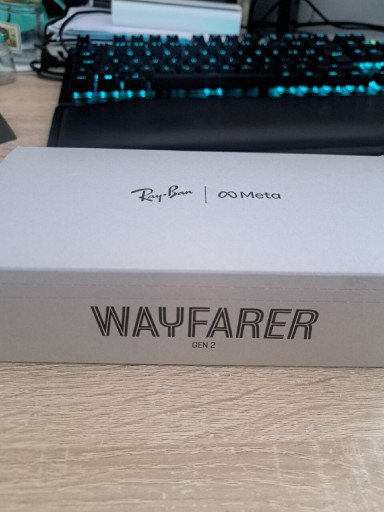 Ray-Ban | ∞ Meta
WAYFARER
GEN 2